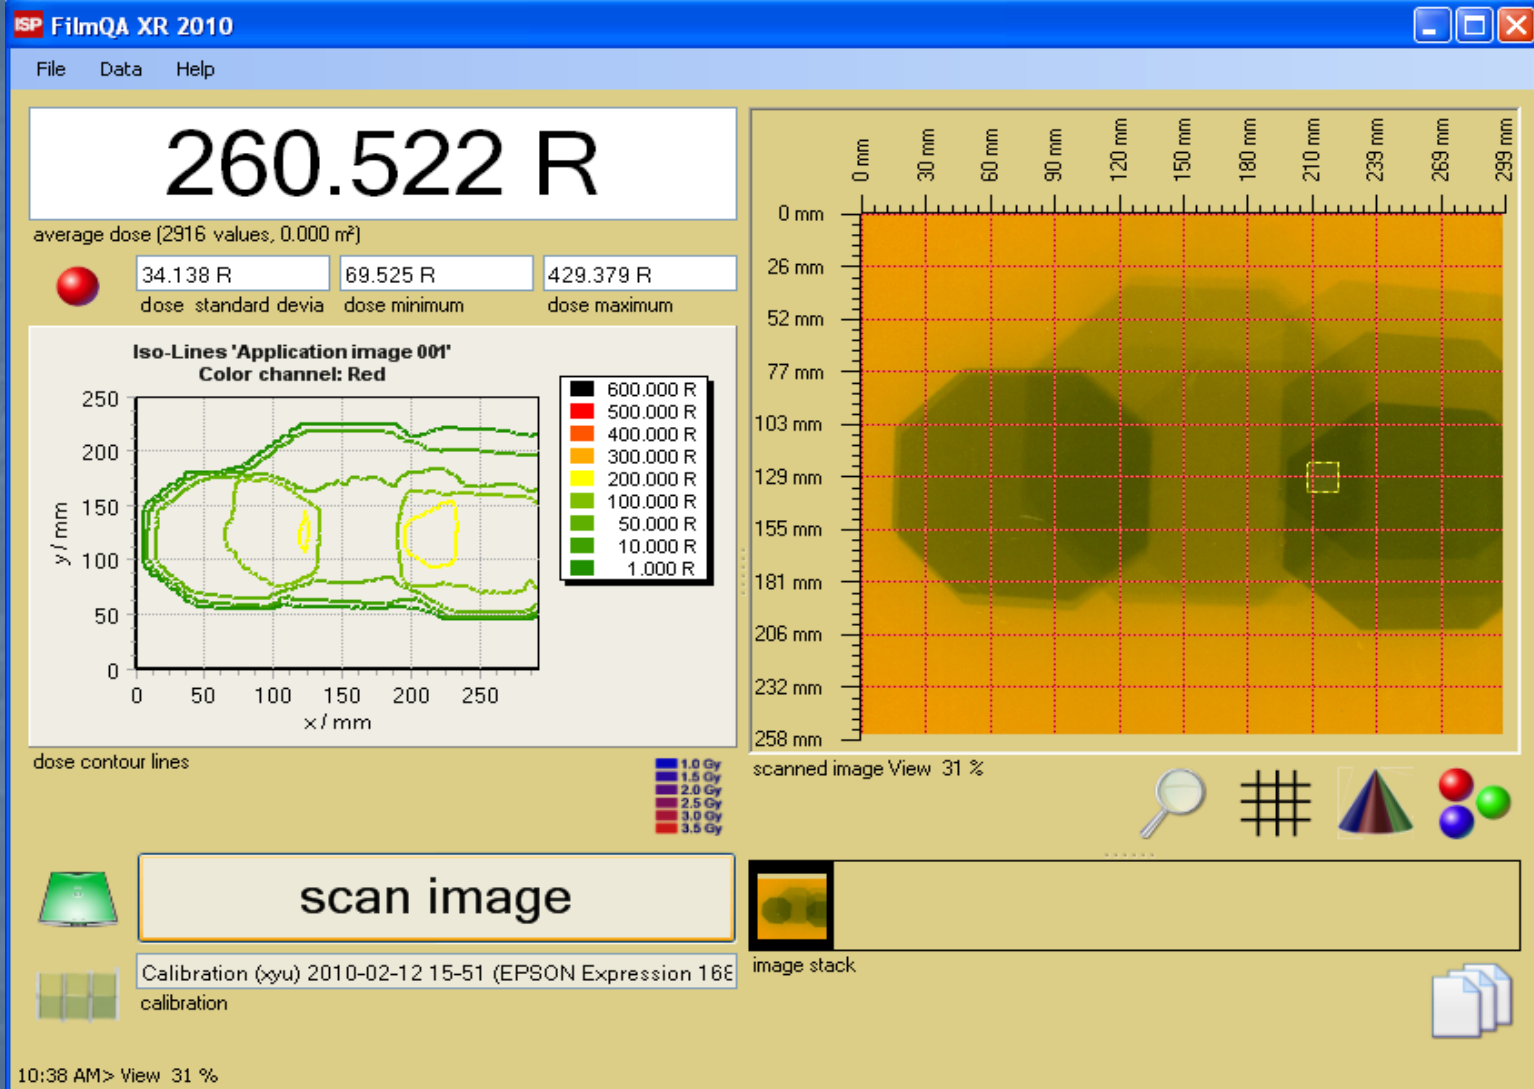 ISP FilmQA XR 2010
File Data Help
260.522 R
average dose (2916 values, 0.000 m²)
34.138 R 69.525 R 429.379 R
dose standard devia dose minimum dose maximum
Iso-Lines 'Application image 001'
Color channel: Red
250
200
150
100
50
0
y / mm
0 50 100 150 200 250
x / mm
600.000 R
500.000 R
400.000 R
300.000 R
200.000 R
100.000 R
50.000 R
10.000 R
1.000 R
dose contour lines
1.0 Gy
1.5 Gy
2.0 Gy
2.5 Gy
3.0 Gy
3.5 Gy
0 mm 30 mm 60 mm 90 mm 120 mm 150 mm 180 mm 210 mm 239 mm 269 mm 299 mm
0 mm
26 mm
52 mm
77 mm
103 mm
129 mm
155 mm
181 mm
206 mm
232 mm
258 mm
scanned image View 31 %
scan image
Calibration (xyu) 2010-02-12 15-51 (EPSON Expression 168
calibration
image stack
10:38 AM> View 31 %